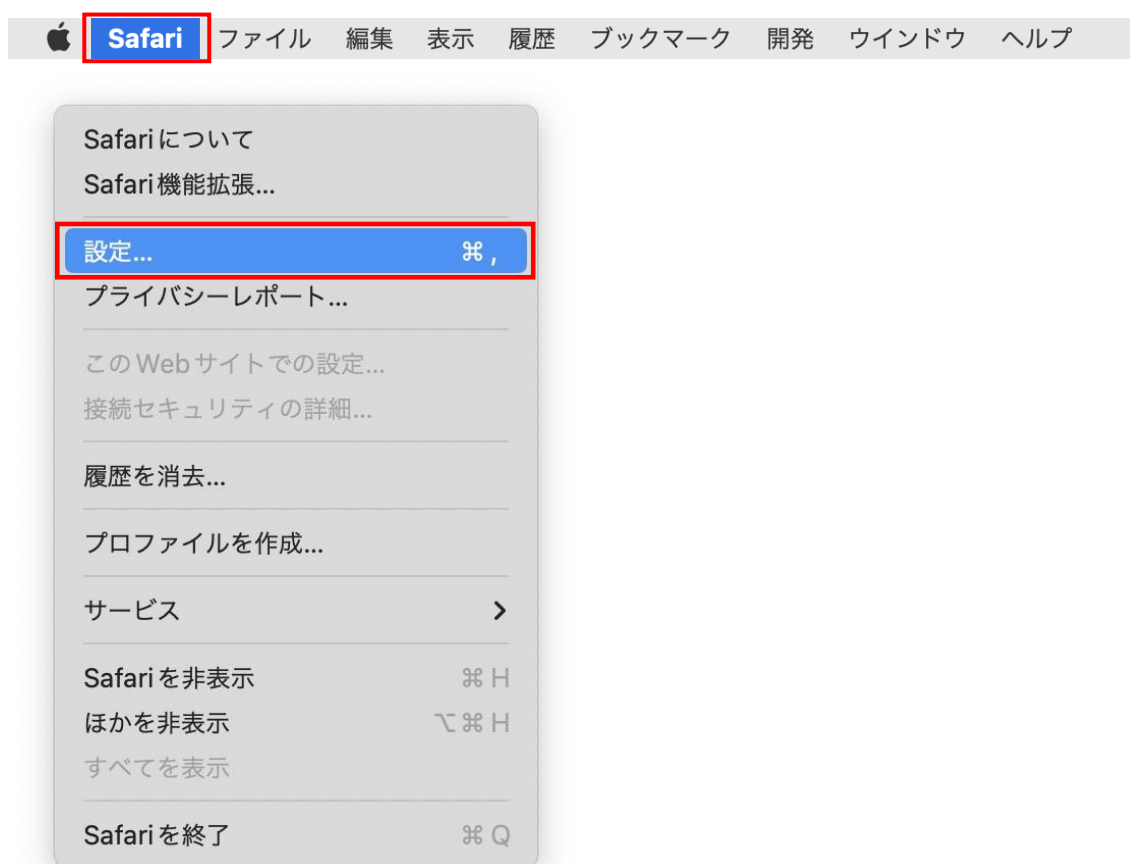 Safari ファイル 編集 表示 履歴 ブックマーク 開発 ウインドウ ヘルプ
Safariについて
Safari機能拡張...
設定... ⌘ ,
プライバシーレポート...
このWebサイトでの設定...
接続セキュリティの詳細...
履歴を消去...
プロファイルを作成...
サービス
Safariを非表示 ⌘ H
ほかを非表示 ⌥ ⌘ H
すべてを表示
Safariを終了 ⌘ Q